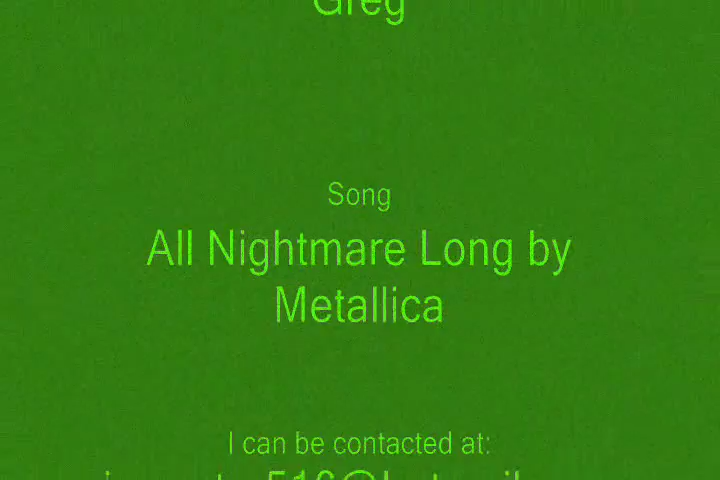 Greg
Song
All Nightmare Long by
Metallica
I can be contacted at: